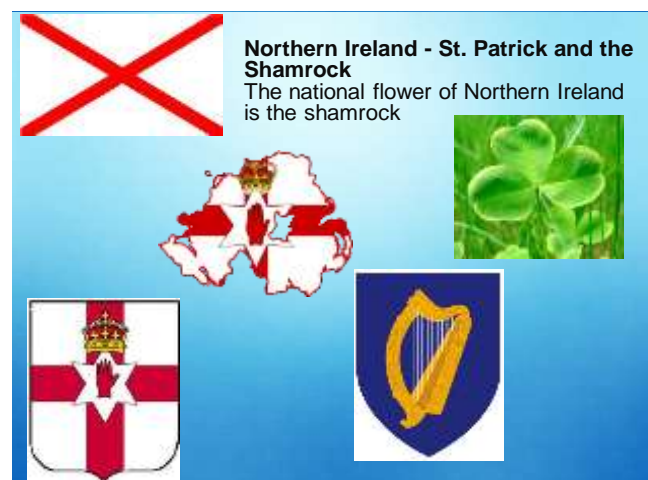 Northern Ireland - St. Patrick and the
Shamrock
The national flower of Northern Ireland
is the shamrock